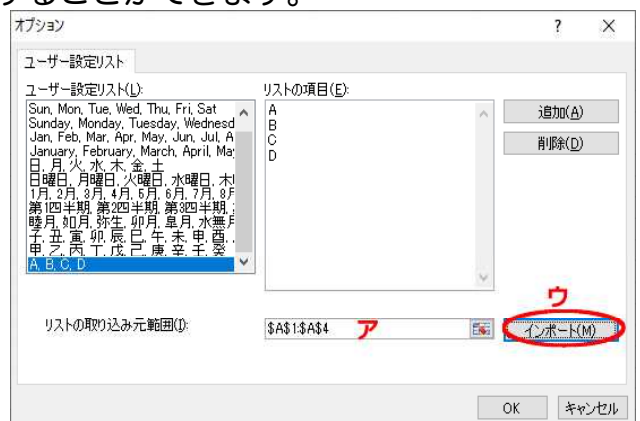 することができます。
オプション ? ×
ユーザー設定リスト
ユーザー設定リスト(L): リストの項目(E):
Sun, Mon, Tue, Wed, Thu, Fri, Sat
Sunday, Monday, Tuesday, Wednesd
Jan, Feb, Mar, Apr, May, Jun, Jul, A
January, February, March, April, May
日, 月, 火, 水, 木, 金, 土
日曜日, 月曜日, 火曜日, 水曜日, 木
1月, 2月, 3月, 4月, 5月, 6月, 7月, 8月
第1四半期, 第2四半期, 第3四半期,
睦月, 如月, 弥生, 卯月, 皐月, 水無月
子, 丑, 寅, 卯, 辰, 巳, 午, 未, 申, 酉,
甲, 乙, 丙, 丁, 戊, 己, 庚, 辛, 壬, 癸
A, B, C, D
A
B
C
D
追加(A)
削除(D)
ウ
リストの取り込み元範囲(I): $A$1:$A$4 ア インポート(M)
OK キャンセル